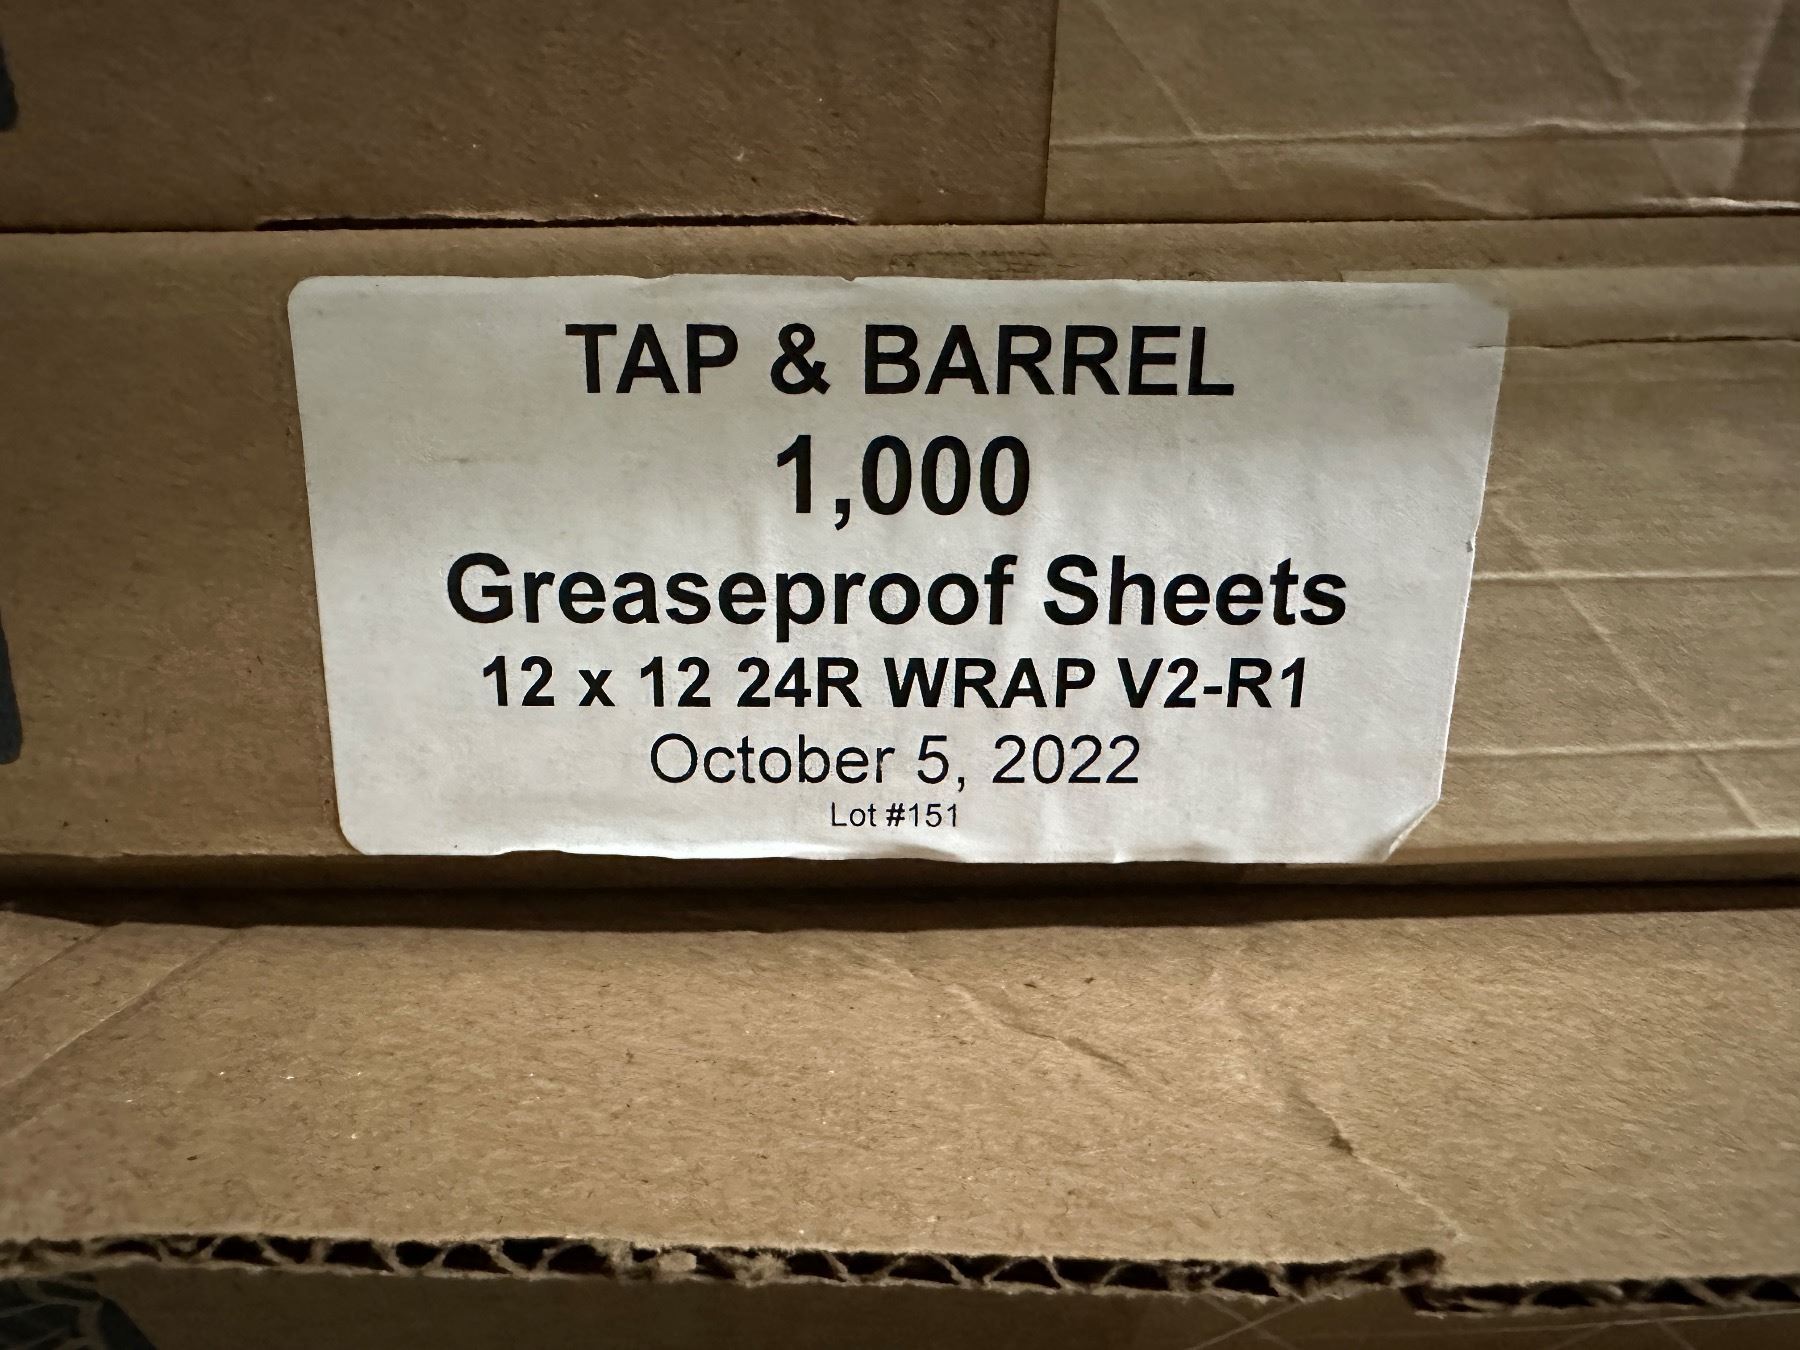 TAP & BARREL
1,000
Greaseproof Sheets
12 x 12 24R WRAP V2-R1
October 5, 2022
Lot #151